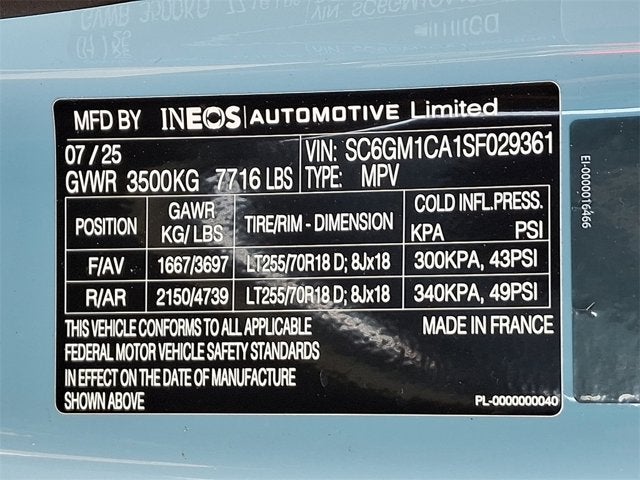 MFD BY INEOS AUTOMOTIVE Limited
07 / 25 VIN: SC6GM1CA1SF029361
GVWR 3500KG 7716 LBS TYPE: MPV
POSITION GAWR KG/ LBS TIRE/RIM - DIMENSION COLD INFL.PRESS. KPA PSI
F/AV 1667/3697 LT255/70R18 D; 8Jx18 300KPA, 43PSI
R/AR 2150/4739 LT255/70R18 D; 8Jx18 340KPA, 49PSI
THIS VEHICLE CONFORMS TO ALL APPLICABLE MADE IN FRANCE
FEDERAL MOTOR VEHICLE SAFETY STANDARDS
IN EFFECT ON THE DATE OF MANUFACTURE
SHOWN ABOVE
PL-0000000040
EI-0000016466